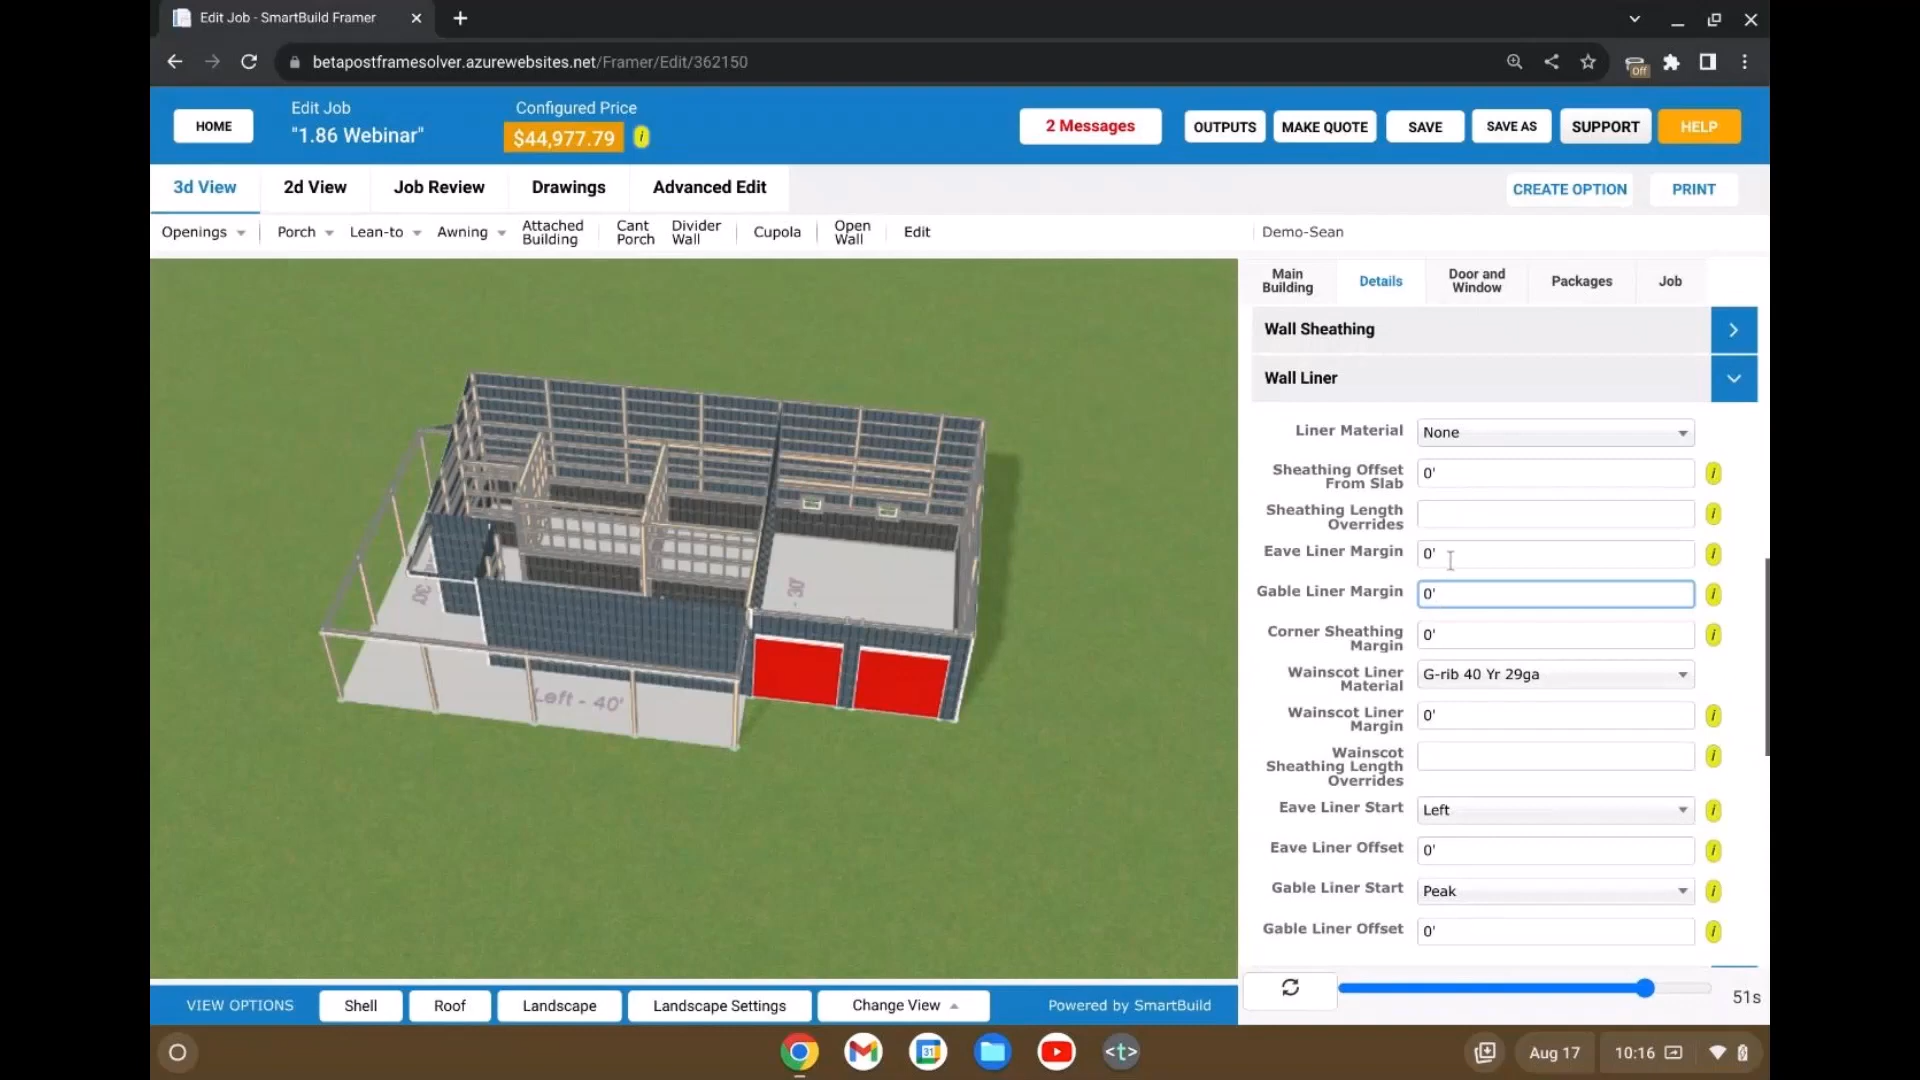 Edit Job - SmartBuild Framer
betapostframesolver.azurewebsites.net/Framer/Edit/362150
Off
HOME
Edit Job
"1.86 Webinar"
Configured Price
$44,977.79
i
2 Messages
OUTPUTS
MAKE QUOTE
SAVE
SAVE AS
SUPPORT
HELP
3d View
2d View
Job Review
Drawings
Advanced Edit
CREATE OPTION
PRINT
Openings
Porch
Lean-to
Awning
Attached
Building
Cant
Porch
Divider
Wall
Cupola
Open
Wall
Edit
Demo-Sean
Main
Building
Details
Door and
Window
Packages
Job
Wall Sheathing
Wall Liner
Liner Material
None
Sheathing Offset
From Slab
0'
i
Sheathing Length
Overrides
i
Eave Liner Margin
0'
i
Gable Liner Margin
0'
i
Corner Sheathing
Margin
0'
i
Wainscot Liner
Material
G-rib 40 Yr 29ga
Wainscot Liner
Margin
0'
i
Wainscot
Sheathing Length
Overrides
i
Eave Liner Start
Left
i
Eave Liner Offset
0'
i
Gable Liner Start
Peak
i
Gable Liner Offset
0'
i
30'
- 30'
Left - 40'
51s
VIEW OPTIONS
Shell
Roof
Landscape
Landscape Settings
Change View
Powered by SmartBuild
31
<t>
Aug 17
10:16